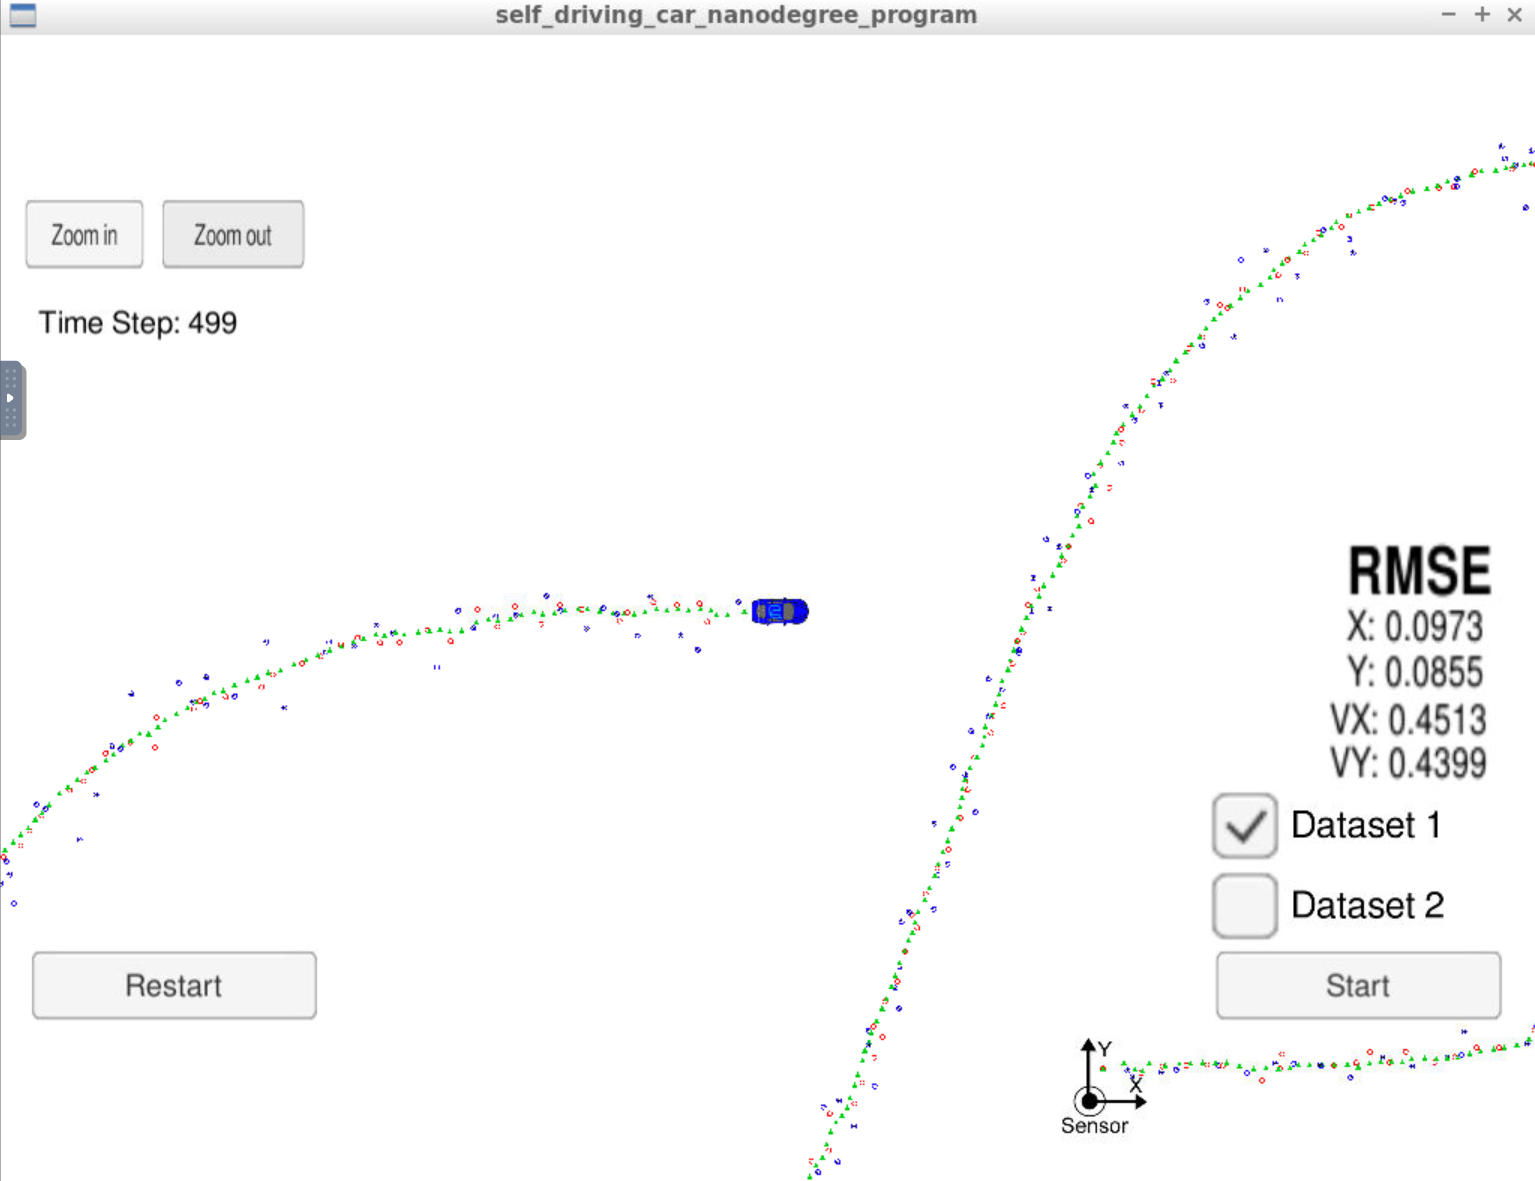 self_driving_car_nanodegree_program
Zoom in
Zoom out
Time Step: 499
RMSE
X: 0.0973
Y: 0.0855
VX: 0.4513
VY: 0.4399
Dataset 1
Dataset 2
Restart
Start
Y
X
Sensor